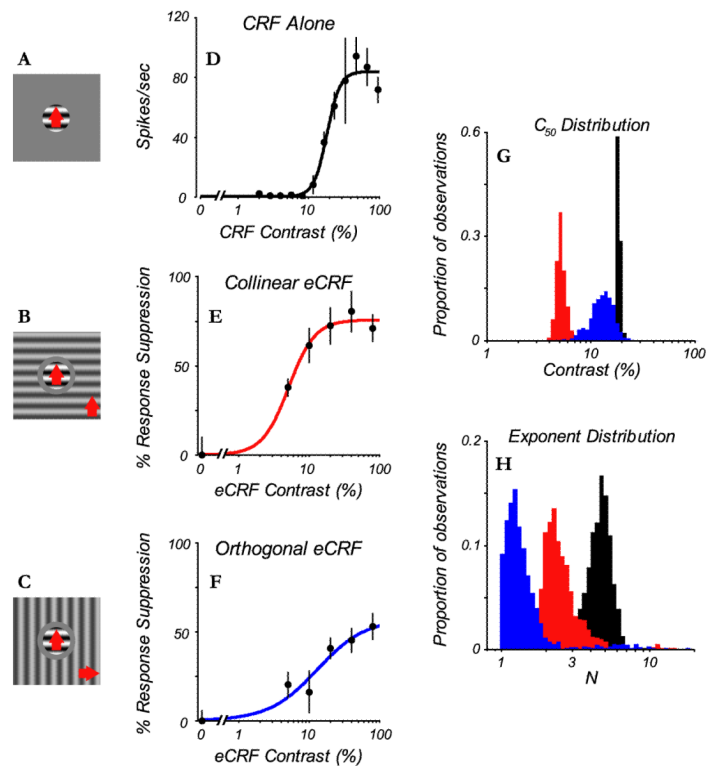 A
D
CRF Alone
120
80
40
0
Spikes/sec
0 1 10 100
CRF Contrast (%)
B
E
Collinear eCRF
100
50
0
% Response Suppression
0 1 10 100
eCRF Contrast (%)
C
F
Orthogonal eCRF
100
50
0
% Response Suppression
0 1 10 100
eCRF Contrast (%)
G
C50 Distribution
0.6
0.3
0
Proportion of observations
1 10 100
Contrast (%)
H
Exponent Distribution
0.2
0.1
0
Proportion of observations
1 3 10
N